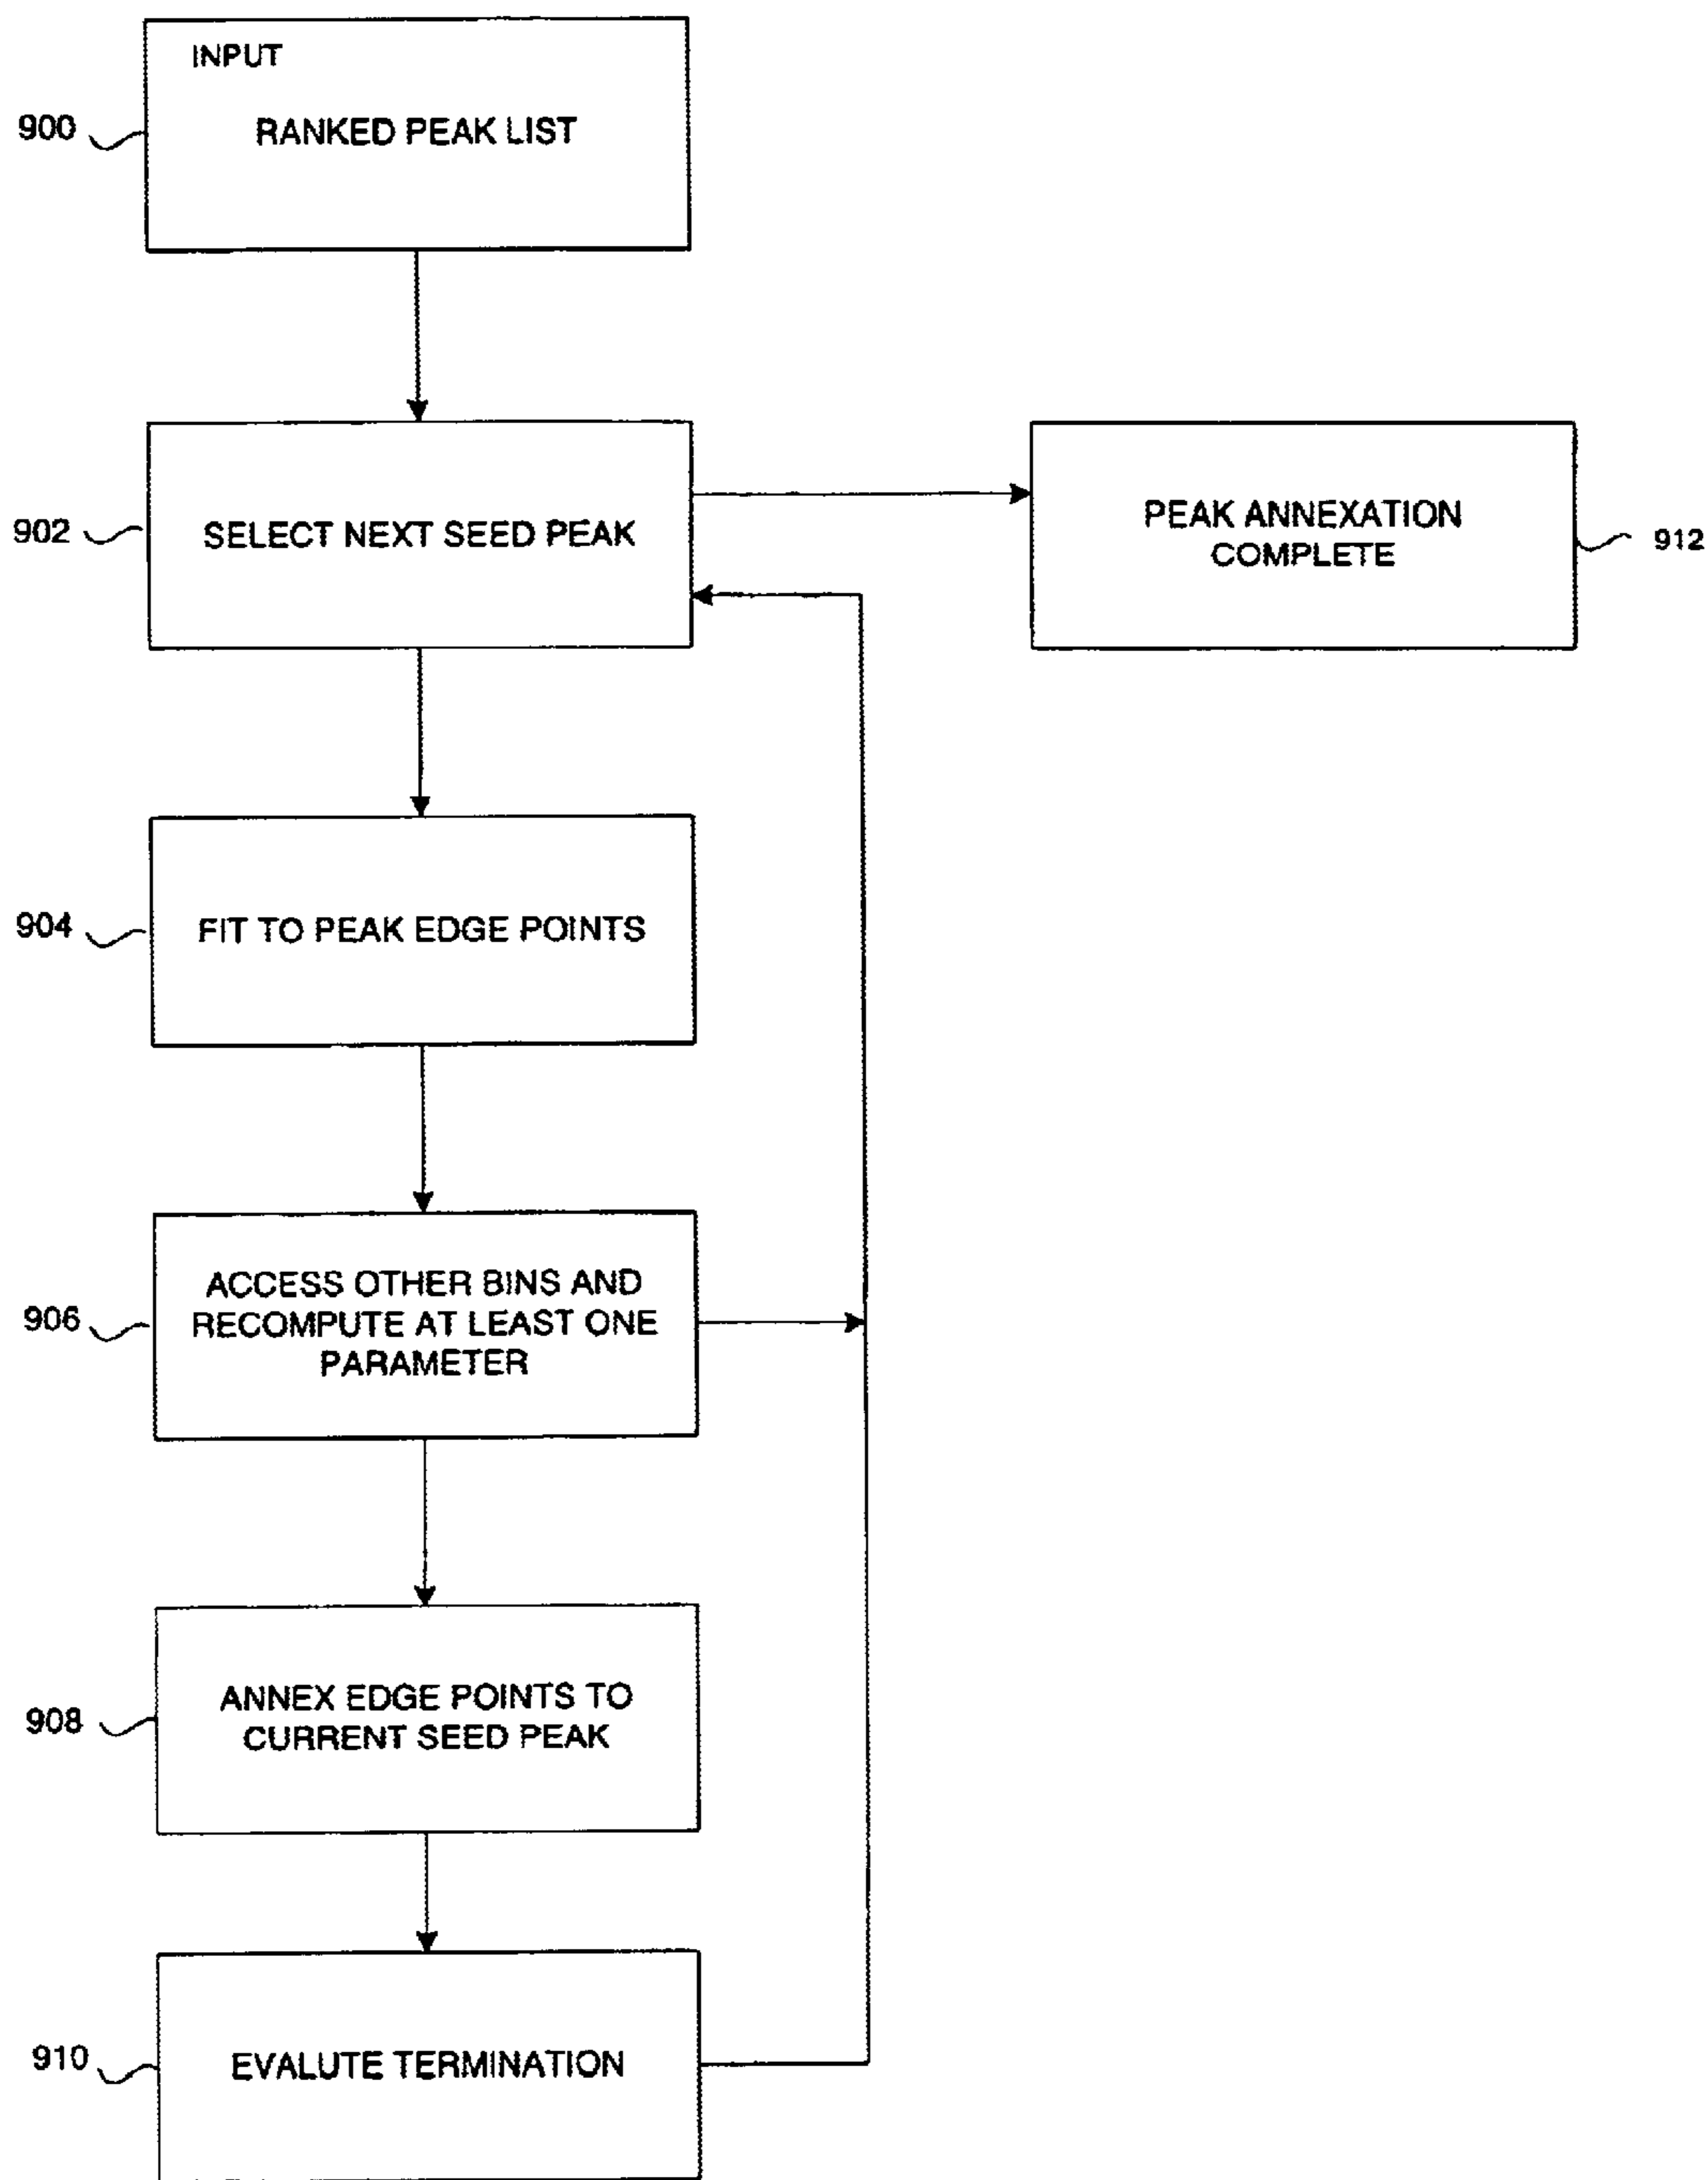 INPUT
RANKED PEAK LIST
900
SELECT NEXT SEED PEAK
902
PEAK ANNEXATION
COMPLETE
912
FIT TO PEAK EDGE POINTS
904
ACCESS OTHER BINS AND
RECOMPUTE AT LEAST ONE
PARAMETER
906
ANNEX EDGE POINTS TO
CURRENT SEED PEAK
908
EVALUTE TERMINATION
910